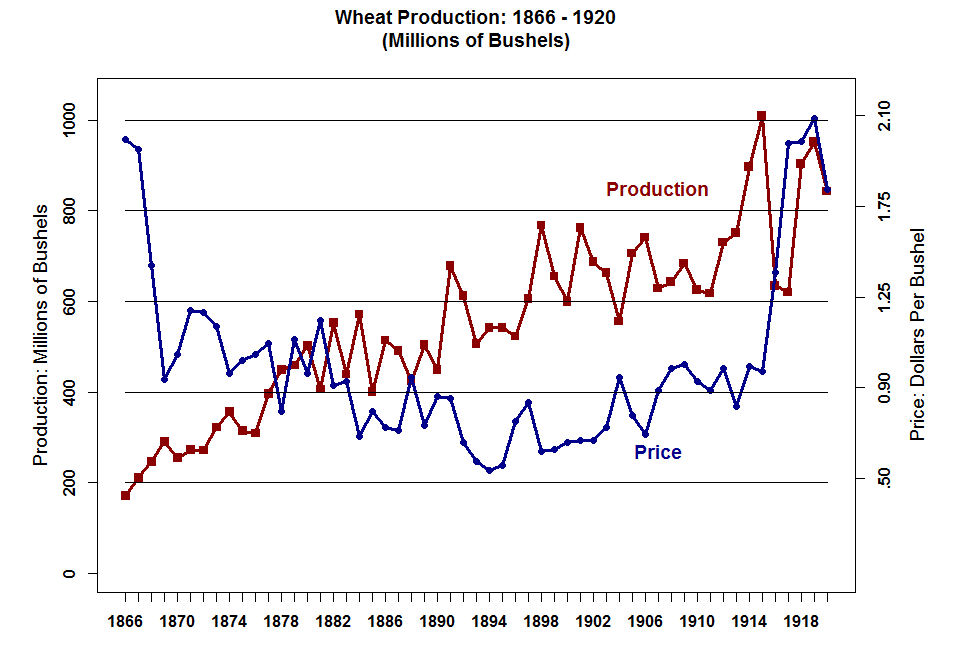 Wheat Production: 1866 - 1920
(Millions of Bushels)
Production: Millions of Bushels
1000
800
600
400
200
0
Production
Price
2.10
1.75
1.25
0.90
.50
Price: Dollars Per Bushel
1866 1870 1874 1878 1882 1886 1890 1894 1898 1902 1906 1910 1914 1918